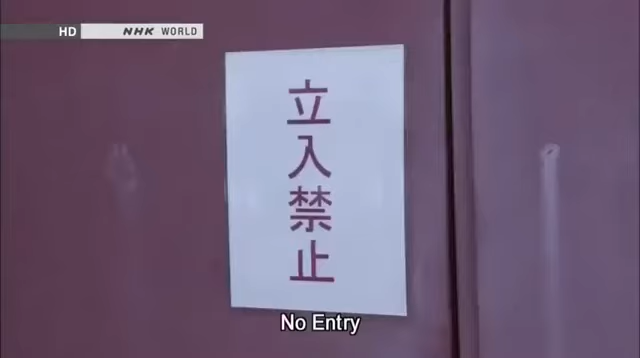 HD NHK WORLD
立入禁止
No Entry